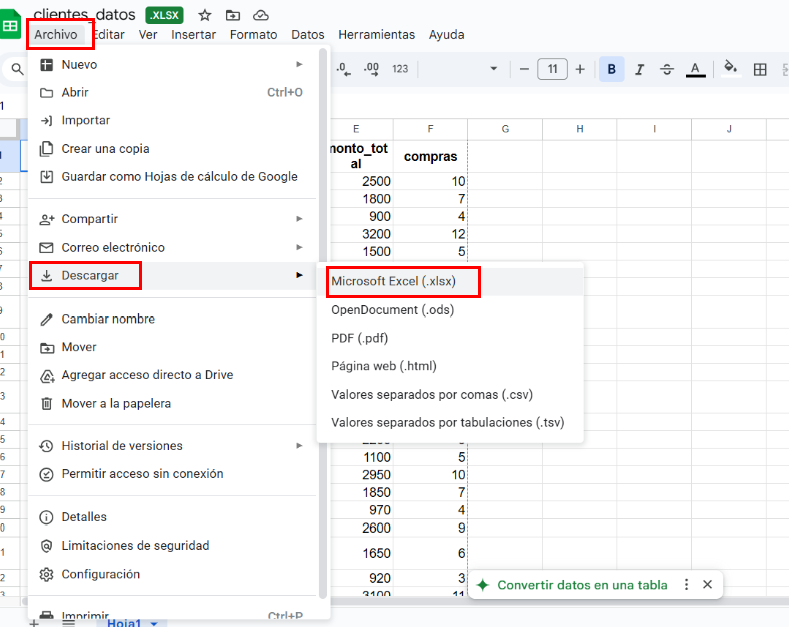 clientes_datos .XLSX
Archivo Editar Ver Insertar Formato Datos Herramientas Ayuda
Nuevo
Abrir Ctrl+O
Importar
Crear una copia
Guardar como Hojas de cálculo de Google
Compartir
Correo electrónico
Descargar
Cambiar nombre
Mover
Agregar acceso directo a Drive
Mover a la papelera
Historial de versiones
Permitir acceso sin conexión
Detalles
Limitaciones de seguridad
Configuración
Imprimir Ctrl+P
Microsoft Excel (.xlsx)
OpenDocument (.ods)
PDF (.pdf)
Página web (.html)
Valores separados por comas (.csv)
Valores separados por tabulaciones (.tsv)
.0 .00 123 11 B I A
E F G H I J
monto_tot
al compras
2500 10
1800 7
900 4
3200 12
1500 5
1100 5
2950 10
1850 7
970 4
2600 9
1650 6
920 3
3100 11
Convertir datos en una tabla
Hoja1